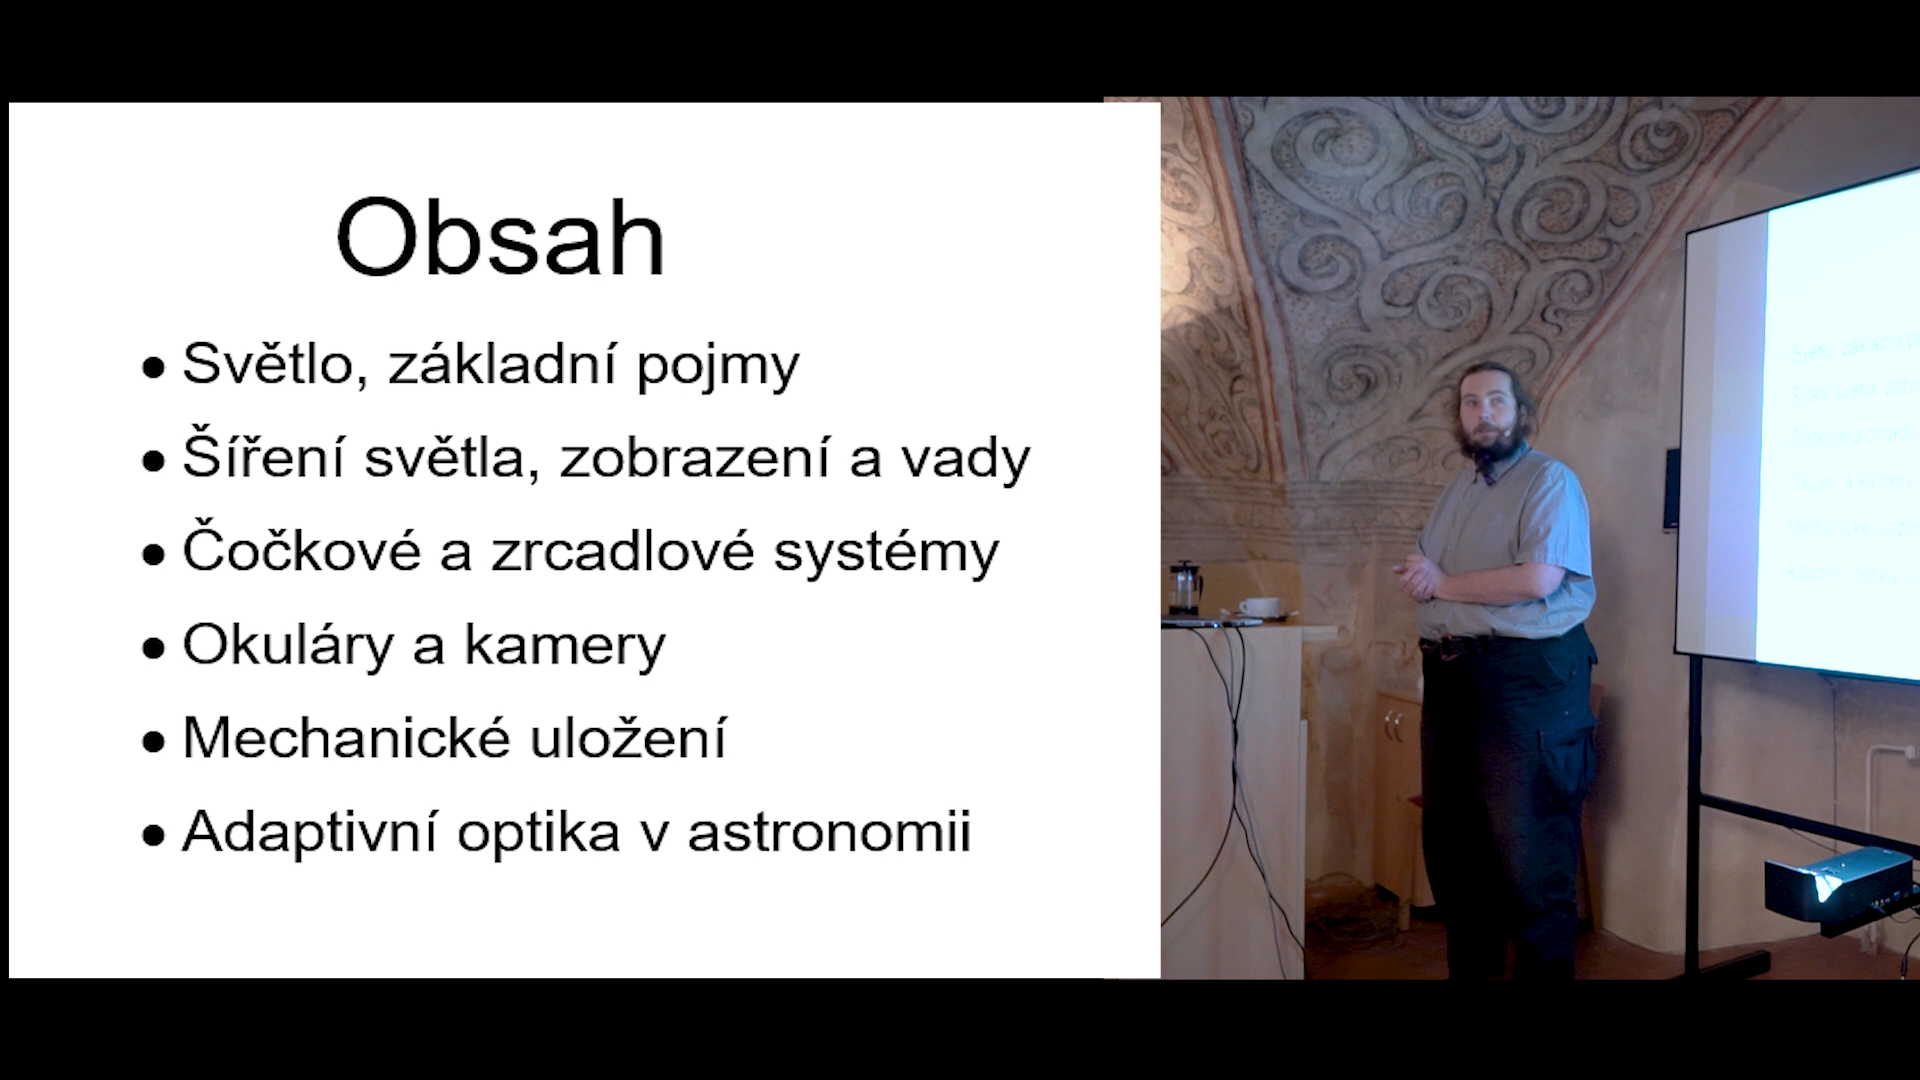 Obsah
• Světlo, základní pojmy
• Šíření světla, zobrazení a vady
• Čočkové a zrcadlové systémy
• Okuláry a kamery
• Mechanické uložení
• Adaptivní optika v astronomii